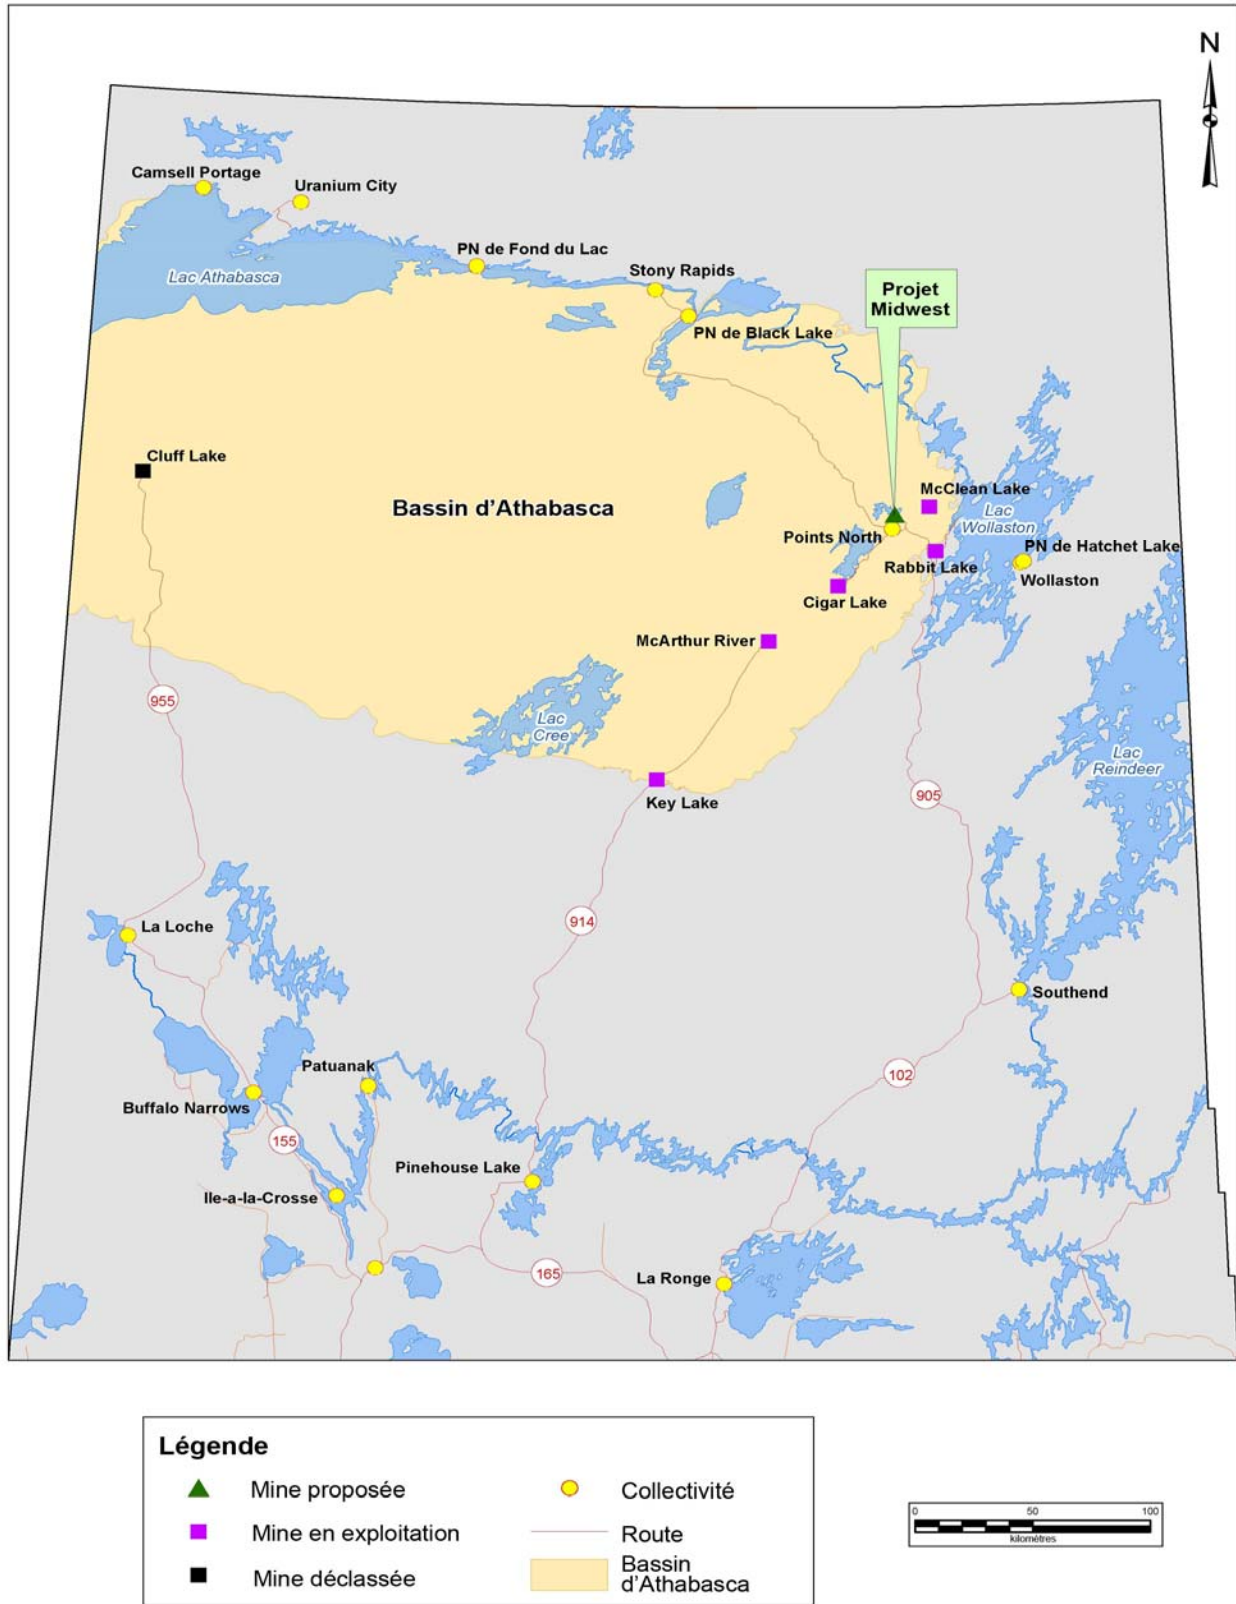 N
Camsell Portage
Uranium City
Lac Athabasca
PN de Fond du Lac
Stony Rapids
PN de Black Lake
Projet
Midwest
Cluff Lake
Bassin d'Athabasca
McClean Lake
Lac
Wollaston
Points North
PN de Hatchet Lake
Rabbit Lake
Wollaston
Cigar Lake
McArthur River
955
Lac
Cree
Lac
Reindeer
Key Lake
905
914
La Loche
Southend
Patuanak
102
Buffalo Narrows
155
Pinehouse Lake
Ile-a-la-Crosse
165
La Ronge
Légende
Mine proposée
Collectivité
Mine en exploitation
Route
Mine déclassée
Bassin
d'Athabasca
0 50 100
kilomètres